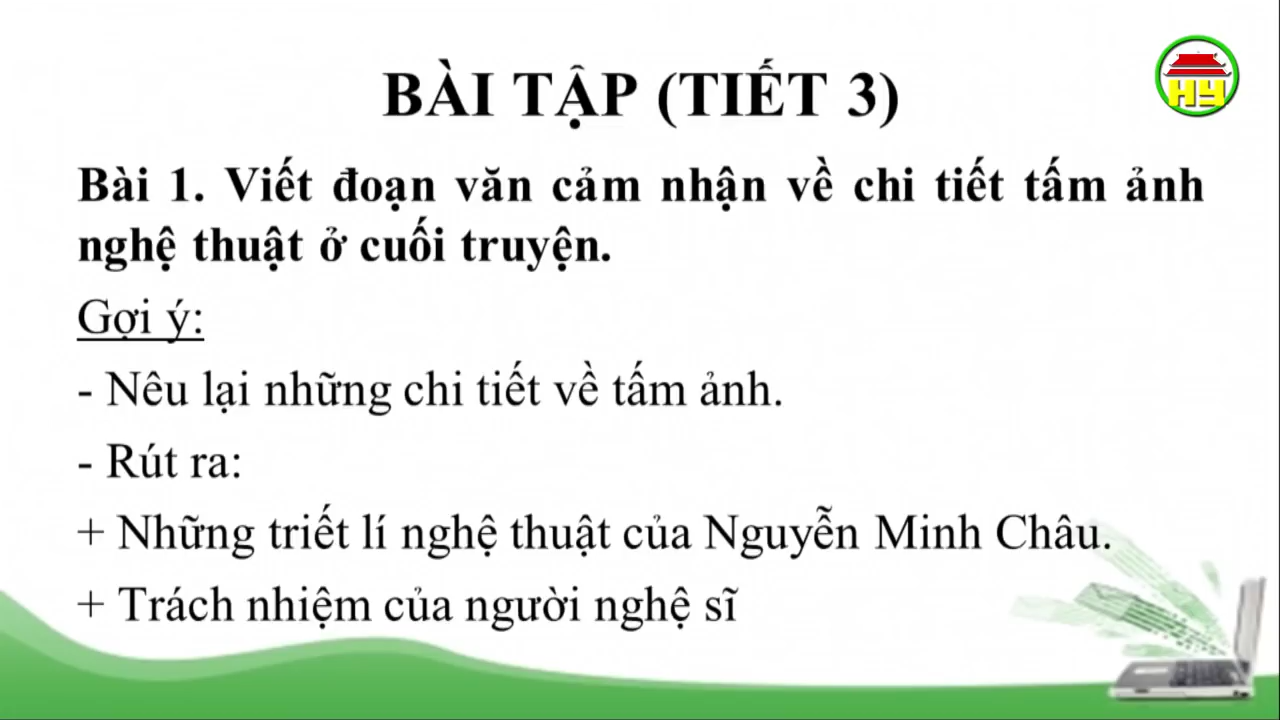 HY
BÀI TẬP (TIẾT 3)
Bài 1. Viết đoạn văn cảm nhận về chi tiết tấm ảnh
nghệ thuật ở cuối truyện.
Gợi ý:
- Nêu lại những chi tiết về tấm ảnh.
- Rút ra:
+ Những triết lí nghệ thuật của Nguyễn Minh Châu.
+ Trách nhiệm của người nghệ sĩ